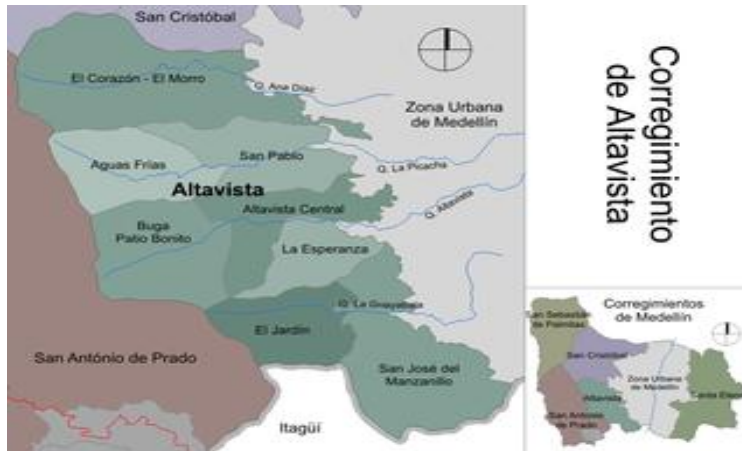 San Cristóbal
El Corazón - El Morro
Q. Ana Díaz
Zona Urbana
de Medellín
San Pablo
Aguas Frías
Q. La Picacha
Altavista
Altavista Central
Q. Altavista
Buga
Patio Bonito
La Esperanza
Q. La Guayabala
El Jardín
San António de Prado
San José del
Manzanillo
Itagüí
Corregimiento
de Altavista
Corregimientos
de Medellín
San Sebastián
de Palmitas
San Cristóbal
Zona Urbana
de Medellín
Santa Elena
Altavista
San Antonio
de Prado